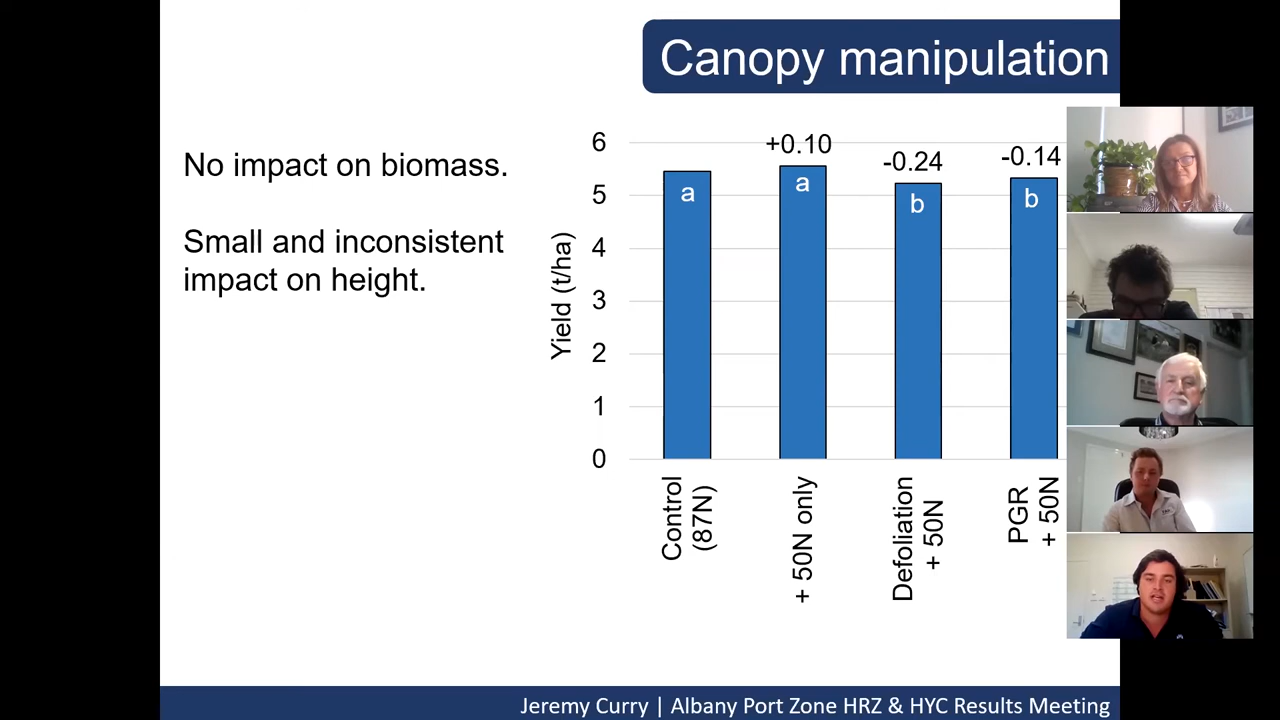 Canopy manipulation
No impact on biomass.
Small and inconsistent
impact on height.
Yield (t/ha)
6
5
4
3
2
1
0
+0.10
-0.24
-0.14
a
a
b
b
Control
(87N)
+ 50N only
Defoliation
+ 50N
PGR
+ 50N
Jeremy Curry | Albany Port Zone HRZ & HYC Results Meeting